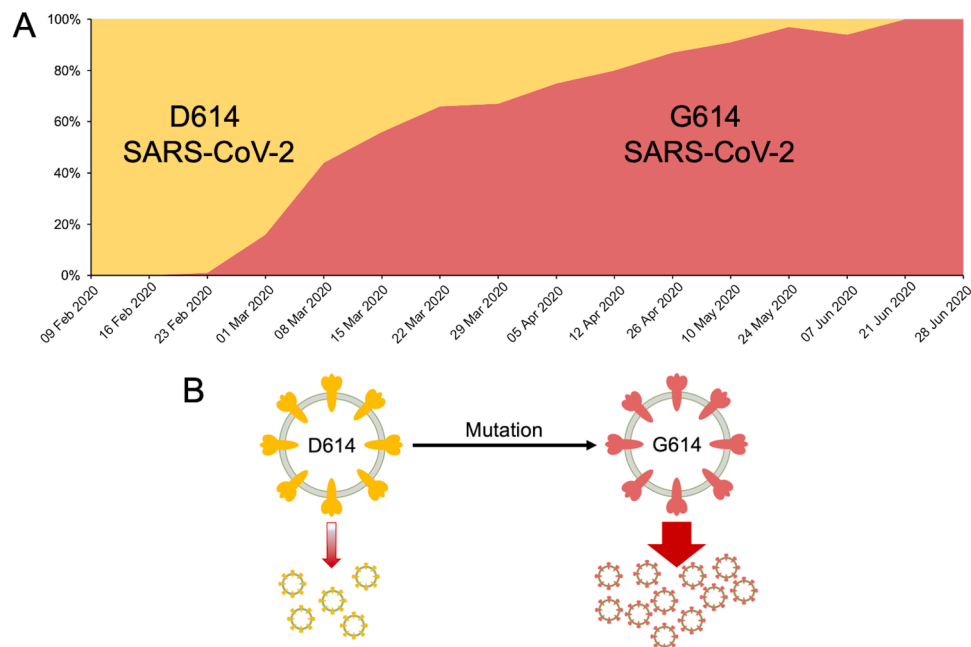 A
100%
80%
60%
40%
20%
0%
D614
SARS-CoV-2
G614
SARS-CoV-2
09 Feb 2020
16 Feb 2020
23 Feb 2020
01 Mar 2020
08 Mar 2020
15 Mar 2020
22 Mar 2020
29 Mar 2020
05 Apr 2020
12 Apr 2020
26 Apr 2020
10 May 2020
24 May 2020
07 Jun 2020
21 Jun 2020
28 Jun 2020
B
D614
Mutation
G614